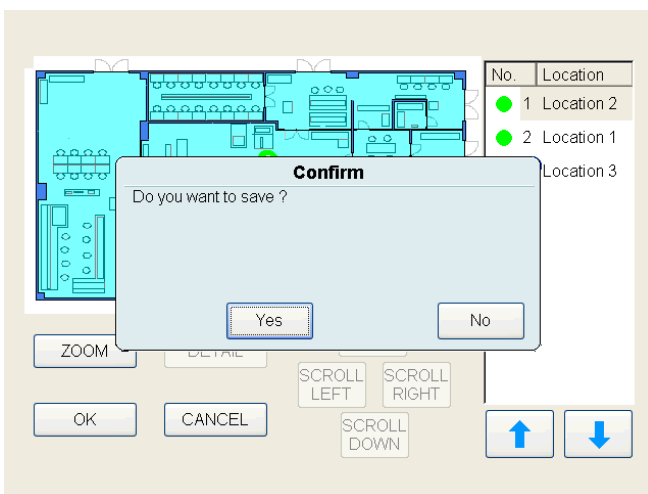 No. Location
1 Location 2
2 Location 1
Location 3
Confirm
Do you want to save ?
Yes No
ZOOM
DETAIL
SCROLL LEFT
SCROLL RIGHT
OK
CANCEL
SCROLL DOWN